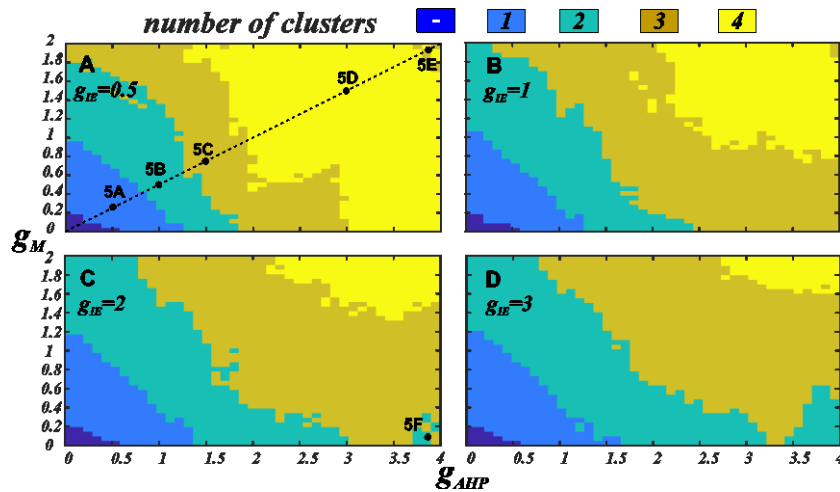 number of clusters - 1 2 3 4
2
1.8
1.6
1.4
1.2
1
0.8
0.6
0.4
0.2
0
A
g_IE=0.5
5A
5B
5C
5D
5E
B
g_IE=1
g_M
2
1.8
1.6
1.4
1.2
1
0.8
0.6
0.4
0.2
0
C
g_IE=2
5F
0 0.5 1 1.5 2 2.5 3 3.5 4
D
g_IE=3
0 0.5 1 1.5 2 2.5 3 3.5 4
g_AHP